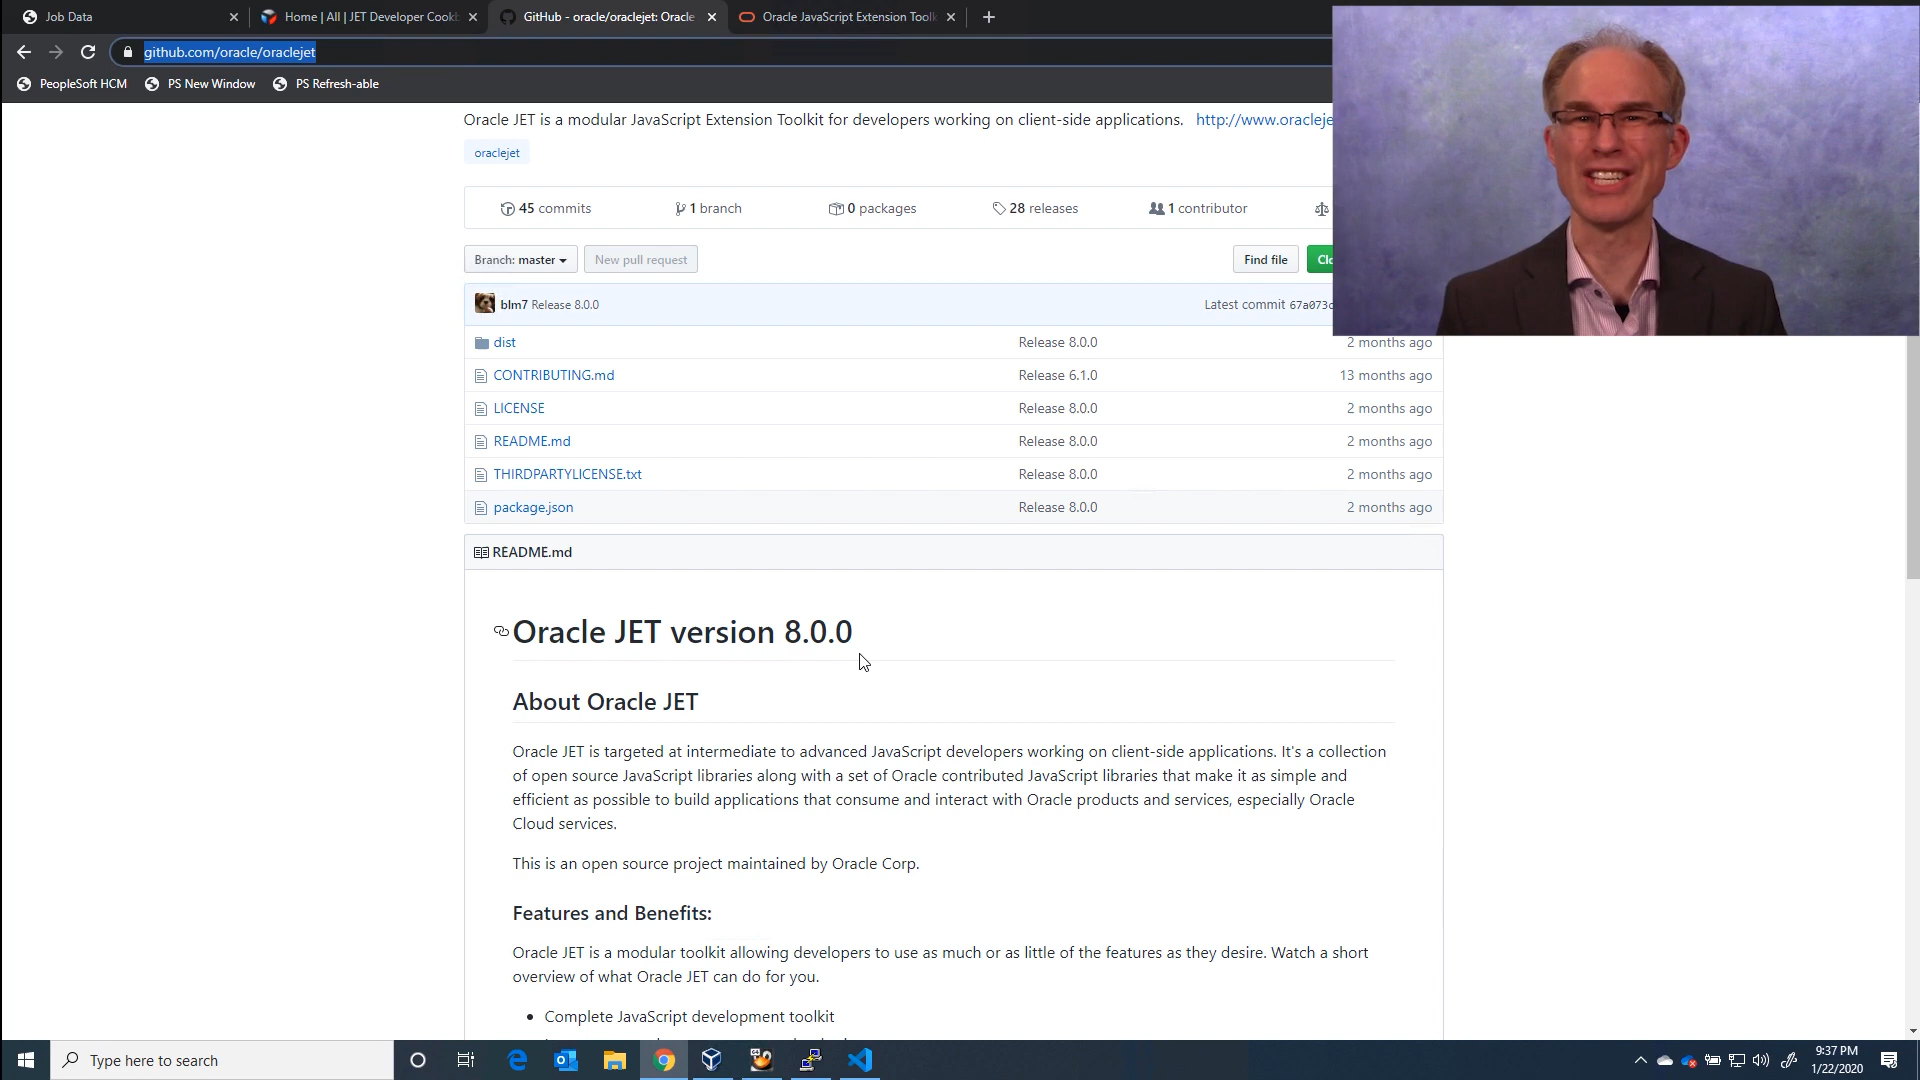 Job Data
Home | All | JET Developer Cookb
GitHub - oracle/oraclejet: Oracle
Oracle JavaScript Extension Toolk
github.com/oracle/oraclejet
PeopleSoft HCM
PS New Window
PS Refresh-able
Oracle JET is a modular JavaScript Extension Toolkit for developers working on client-side applications. http://www.oracleje
oraclejet
45 commits
1 branch
0 packages
28 releases
1 contributor
Branch: master
New pull request
Find file
Clo
blm7 Release 8.0.0
Latest commit 67a073c
dist Release 8.0.0 2 months ago
CONTRIBUTING.md Release 6.1.0 13 months ago
LICENSE Release 8.0.0 2 months ago
README.md Release 8.0.0 2 months ago
THIRDPARTYLICENSE.txt Release 8.0.0 2 months ago
package.json Release 8.0.0 2 months ago
README.md
Oracle JET version 8.0.0
About Oracle JET
Oracle JET is targeted at intermediate to advanced JavaScript developers working on client-side applications. It's a collection
of open source JavaScript libraries along with a set of Oracle contributed JavaScript libraries that make it as simple and
efficient as possible to build applications that consume and interact with Oracle products and services, especially Oracle
Cloud services.
This is an open source project maintained by Oracle Corp.
Features and Benefits:
Oracle JET is a modular toolkit allowing developers to use as much or as little of the features as they desire. Watch a short
overview of what Oracle JET can do for you.
• Complete JavaScript development toolkit
Type here to search
9:37 PM
1/22/2020